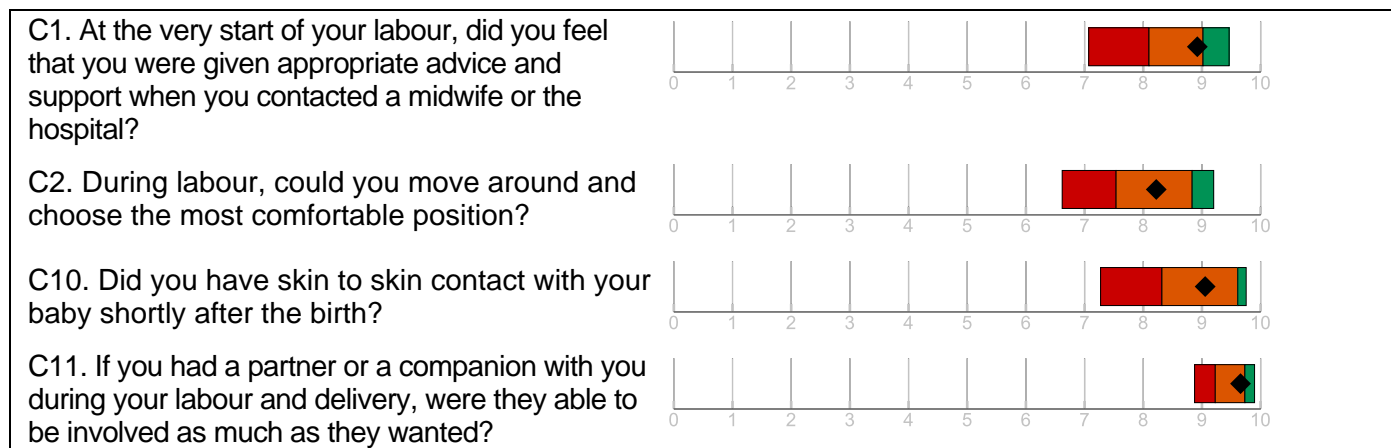 C1. At the very start of your labour, did you feel
that you were given appropriate advice and
support when you contacted a midwife or the
hospital?
0 1 2 3 4 5 6 7 8 9 10
C2. During labour, could you move around and
choose the most comfortable position?
0 1 2 3 4 5 6 7 8 9 10
C10. Did you have skin to skin contact with your
baby shortly after the birth?
0 1 2 3 4 5 6 7 8 9 10
C11. If you had a partner or a companion with you
during your labour and delivery, were they able to
be involved as much as they wanted?
0 1 2 3 4 5 6 7 8 9 10